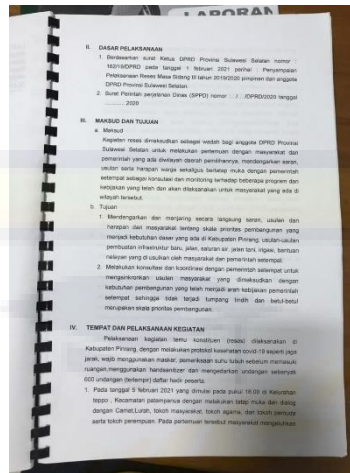 LAPORAN
II. DASAR PELAKSANAAN
1. Berdasarkan surat Ketua DPRD Provinsi Sulawesi Selatan nomor :
162/19/DPRD pada tanggal 1 februari 2021 perihal : Penyampaian
Pelaksanaan Reses Masa Sidang III tahun 2019/2020 pimpinan dan anggota
DPRD Provinsi Sulawesi Selatan.
2. Surat Perintah perjalanan Dinas (SPPD) nomor : .../..../DPRD/2020 tanggal
.............. 2020
III. MAKSUD DAN TUJUAN
a. Maksud
Kegiatan reses dimaksudkan sebagai wadah bagi anggota DPRD Provinsi
Sulawesi Selatan untuk melakukan pertemuan dengan masyarakat dan
pemerintah yang ada diwilayah daerah pemilihannya, mendengarkan saran,
usulan serta harapan warga sekaligus bertatap muka dengan pemerintah
setempat sebagai konsultasi dan monitoring terhadap beberapa program dan
kebijakan yang telah dan akan dilaksanakan untuk masyarakat yang ada di
wilayah tersebut.
b. Tujuan
1. Mendengarkan dan menjaring secara langsung saran, usulan dan
harapan dari masyarakat tentang skala prioritas pembangunan yang
menjadi kebutuhan dasar yang ada di Kabupaten Pinrang, usulan-usulan
pembuatan infrastruktur baru, jalan, saluran air, jalan tani, irigasi, bantuan
nelayan yang di usulkan oleh masyarakat dan pemerintah setempat.
2. Melakukan konsultasi dan koordinasi dengan pemerintah setempat untuk
mengsinkronkan usulan masyarakat yang dimaksudkan dengan
kebutuhan pembangunan yang telah menjadi arah kebijakan pemerintah
setempat sehingga tidak terjadi tumpang tindih dan betul-betul
merupakan skala prioritas pembangunan.
IV. TEMPAT DAN PELAKSANAAN KEGIATAN
Pelaksanaan kegiatan temu konstituen (reses) dilaksanakan di
Kabupaten Pinrang, dengan melakukan protokol kesehatan covid-19 seperti jaga
jarak, wajib menggunakan masker, pemeriksaan suhu tubuh sebelum memasuki
ruangan, menggunakan handsanitizer dan mengedarkan undangan sebanyak
600 undangan (terlampir) daftar hadir peserta.
1. Pada tanggal 5 februari 2021 yang dimulai pada pukul 16.00 di Kelurahan
teppo , Kecamatan patampanua dengan melakukan tatap muka dan dialog
dengan Camat,Lurah, tokoh masyarakat, tokoh agama, dan tokoh pemuda
serta tokoh perempuan. Pada pertemuan tersebut masyarakat mengeluhkan